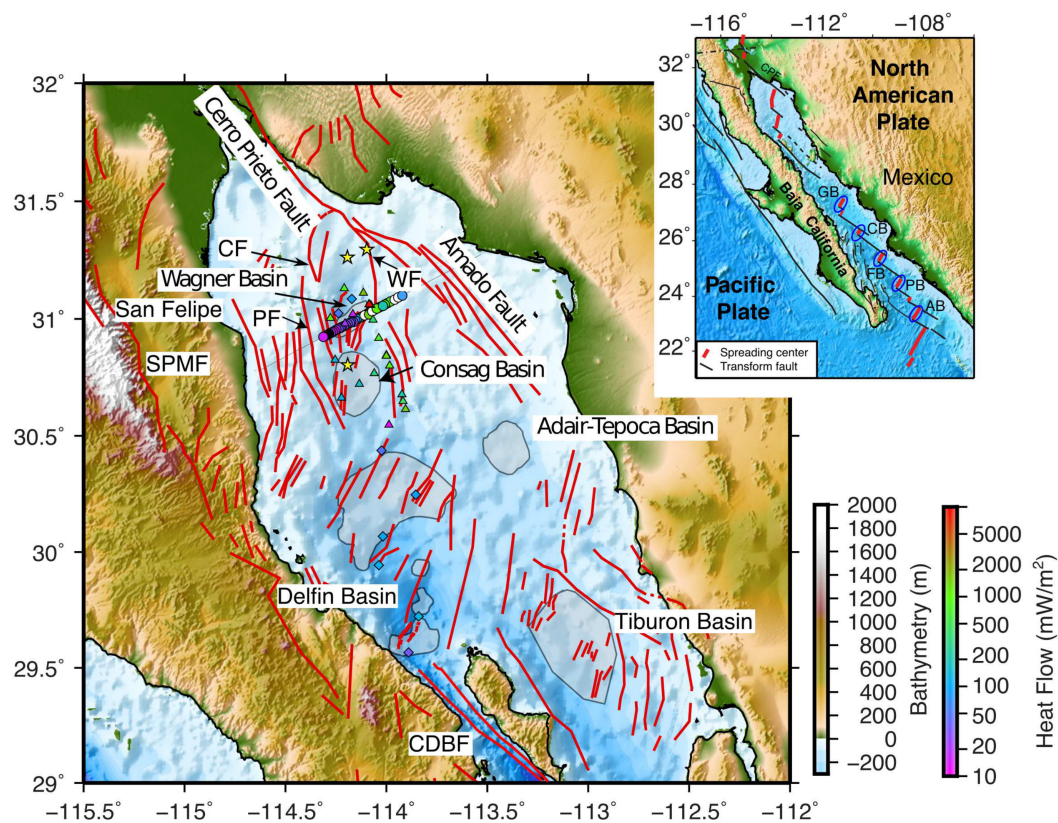 −116° −112° −108°
32°
30°
28°
26°
24°
22°
CPF
North
American
Plate
Mexico
GB
Baja California
CB
FB
PB
AB
Pacific
Plate
Spreading center
Transform fault
32°
31.5°
31°
30.5°
30°
29.5°
29°
Cerro Prieto Fault
CF
WF
Amado Fault
Wagner Basin
San Felipe
PF
SPMF
Consag Basin
Adair-Tepoca Basin
Delfin Basin
Tiburon Basin
CDBF
−115.5° −115° −114.5° −114° −113.5° −113° −112.5° −112°
Bathymetry (m)
2000
1800
1600
1400
1200
1000
800
600
400
200
0
−200
Heat Flow (mW/m²)
5000
2000
1000
500
200
100
50
20
10